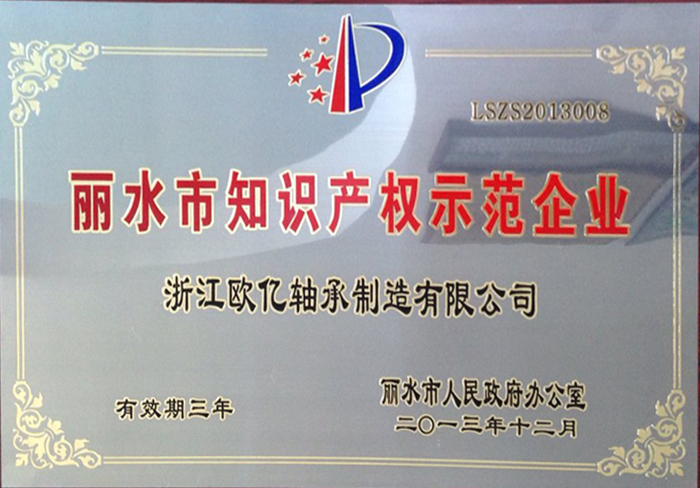 LSZS2013008
丽水市知识产权示范企业
浙江欧亿轴承制造有限公司
有效期三年
丽水市人民政府办公室
二〇一三年十二月